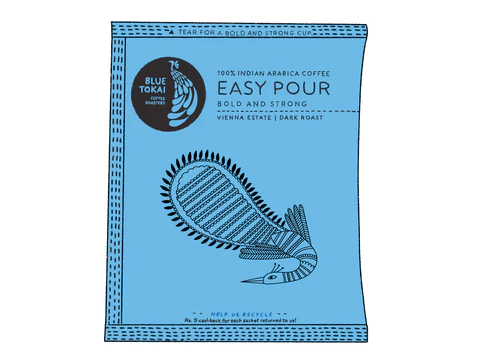 ▲ TEAR FOR A BOLD AND STRONG CUP
BLUE
TOKAI
COFFEE
ROASTERS
100% INDIAN ARABICA COFFEE
EASY POUR
BOLD AND STRONG
VIENNA ESTATE | DARK ROAST
-- HELP US RECYCLE --
Rs. 5 cashback for each sachet returned to us!